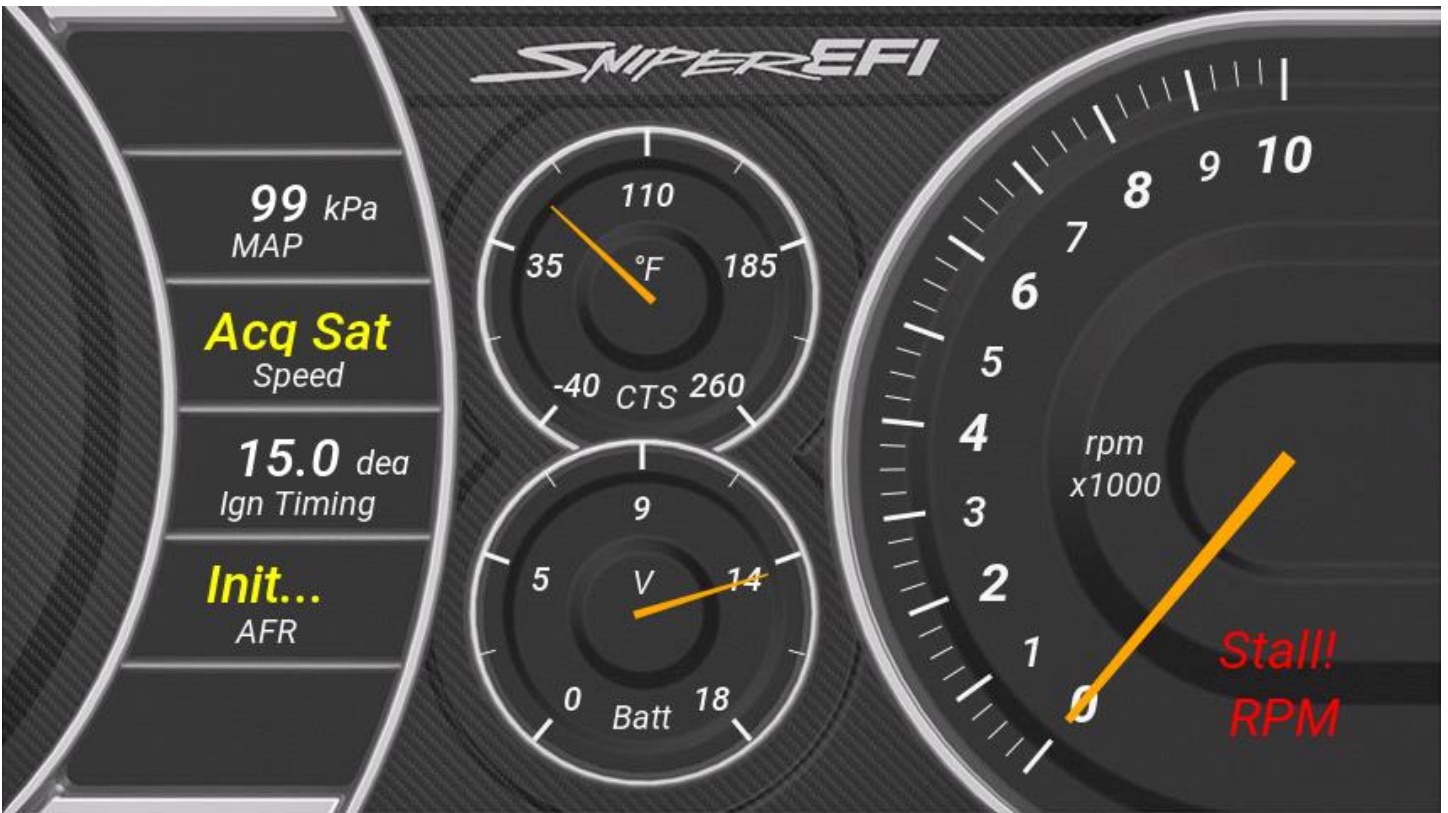 SNIPER EFI
99 kPa
MAP
Acq Sat
Speed
15.0 deg
Ign Timing
Init...
AFR
110
35
185
°F
-40
CTS
260
9
5
V
14
0
Batt
18
10
9
8
7
6
5
4
3
2
1
0
rpm
x1000
Stall!
RPM